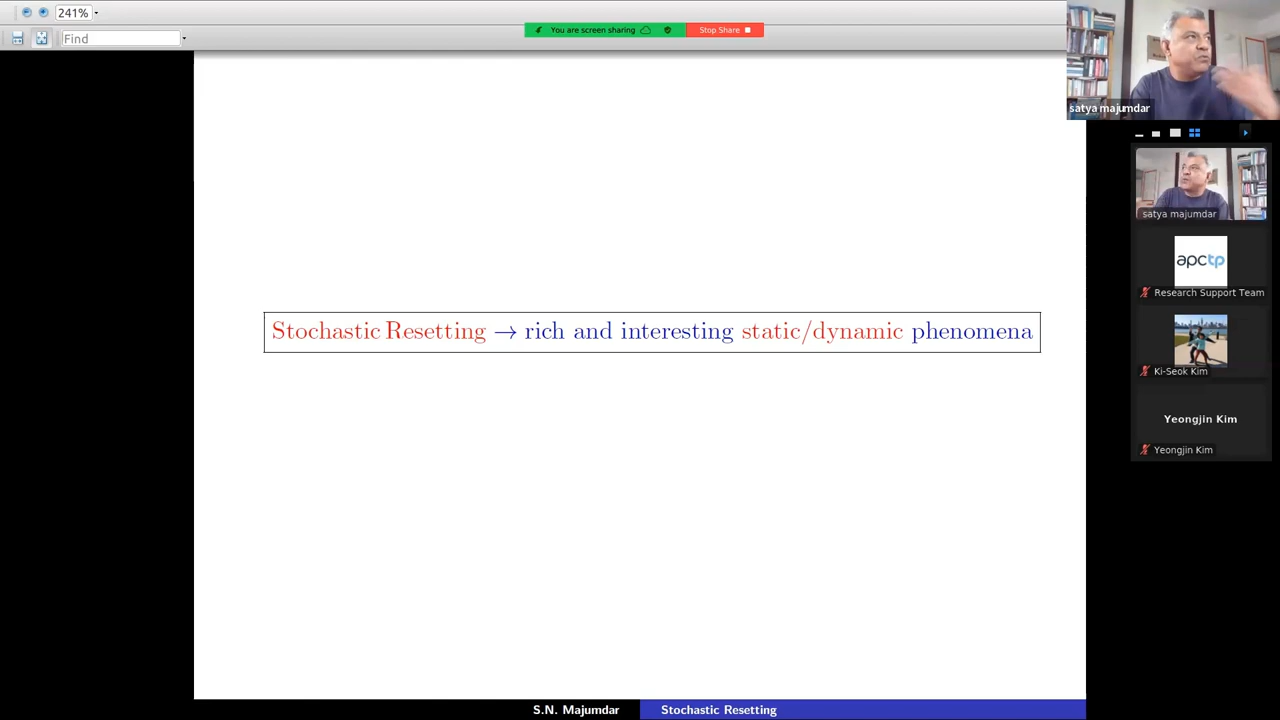 241%
You are screen sharing
Stop Share
Find
satya majumdar
satya majumdar
apctp
Research Support Team
Stochastic Resetting → rich and interesting static/dynamic phenomena
Ki-Seok Kim
Yeongjin Kim
Yeongjin Kim
S.N. Majumdar
Stochastic Resetting